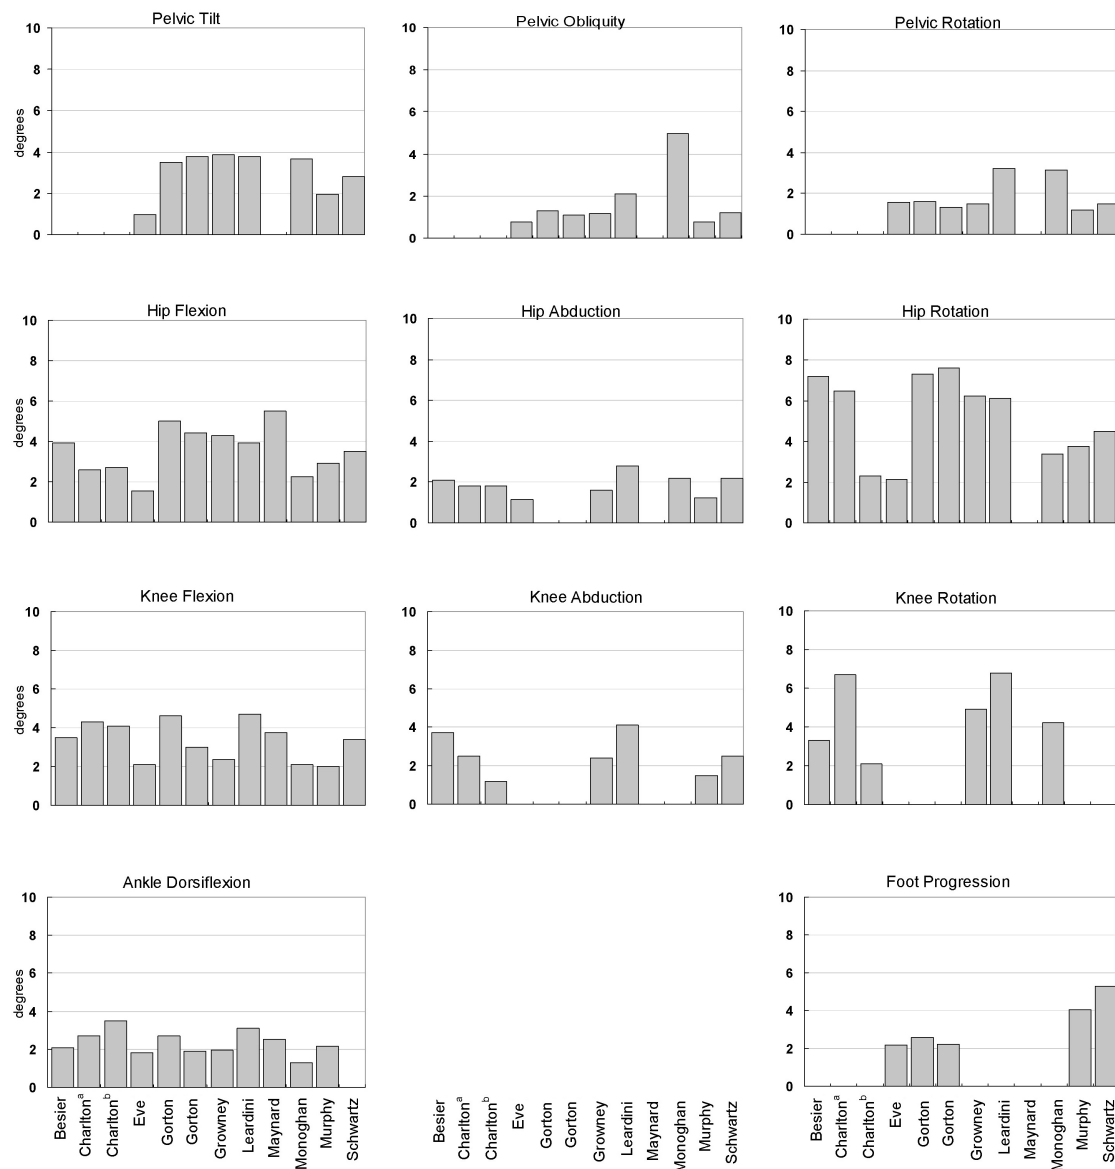 Pelvic Tilt
Pelvic Obliquity
Pelvic Rotation
10
8
6
4
2
0
degrees
10
8
6
4
2
0
10
8
6
4
2
0
Hip Flexion
Hip Abduction
Hip Rotation
10
8
6
4
2
0
degrees
10
8
6
4
2
0
10
8
6
4
2
0
Knee Flexion
Knee Abduction
Knee Rotation
10
8
6
4
2
0
degrees
10
8
6
4
2
0
10
8
6
4
2
0
Ankle Dorsiflexion
Foot Progression
10
8
6
4
2
0
degrees
10
8
6
4
2
0
Besier
Charlton^a
Charlton^b
Eve
Gorton
Gorton
Growney
Leardini
Maynard
Monoghan
Murphy
Schwartz
Besier
Charlton^a
Charlton^b
Eve
Gorton
Gorton
Growney
Leardini
Maynard
Monoghan
Murphy
Schwartz
Besier
Charlton^a
Charlton^b
Eve
Gorton
Gorton
Growney
Leardini
Maynard
Monoghan
Murphy
Schwartz